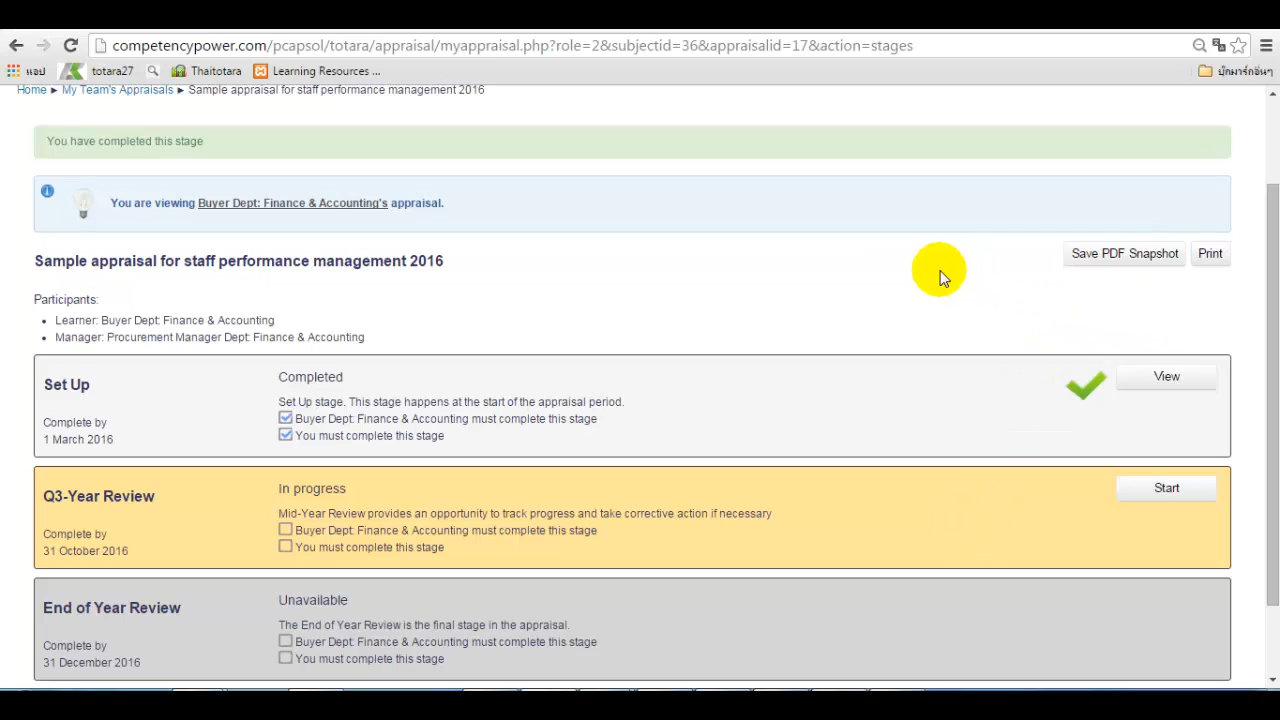 competencypower.com/pcapsol/totara/appraisal/myappraisal.php?role=2&subjectid=36&appraisalid=17&action=stages
แอป totara27 Thaitotara Learning Resources ... บุ๊กมาร์กอื่นๆ
Home ► My Team's Appraisals ► Sample appraisal for staff performance management 2016
You have completed this stage
You are viewing Buyer Dept: Finance & Accounting's appraisal.
Sample appraisal for staff performance management 2016
Save PDF Snapshot Print
Participants:
• Learner: Buyer Dept: Finance & Accounting
• Manager: Procurement Manager Dept: Finance & Accounting
Set Up
Complete by
1 March 2016
Completed
Set Up stage. This stage happens at the start of the appraisal period.
Buyer Dept: Finance & Accounting must complete this stage
You must complete this stage
View
Q3-Year Review
Complete by
31 October 2016
In progress
Mid-Year Review provides an opportunity to track progress and take corrective action if necessary
Buyer Dept: Finance & Accounting must complete this stage
You must complete this stage
Start
End of Year Review
Complete by
31 December 2016
Unavailable
The End of Year Review is the final stage in the appraisal.
Buyer Dept: Finance & Accounting must complete this stage
You must complete this stage